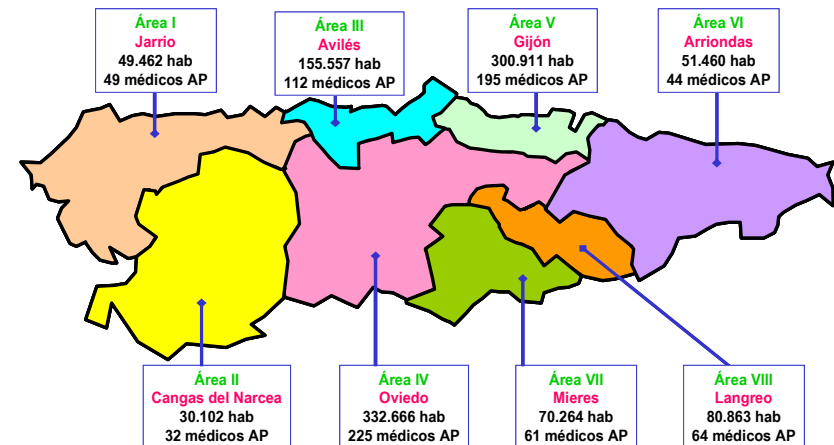 Área I
Jarrio
49.462 hab
49 médicos AP
Área III
Avilés
155.557 hab
112 médicos AP
Área V
Gijón
300.911 hab
195 médicos AP
Área VI
Arriondas
51.460 hab
44 médicos AP
Área II
Cangas del Narcea
30.102 hab
32 médicos AP
Área IV
Oviedo
332.666 hab
225 médicos AP
Área VII
Mieres
70.264 hab
61 médicos AP
Área VIII
Langreo
80.863 hab
64 médicos AP